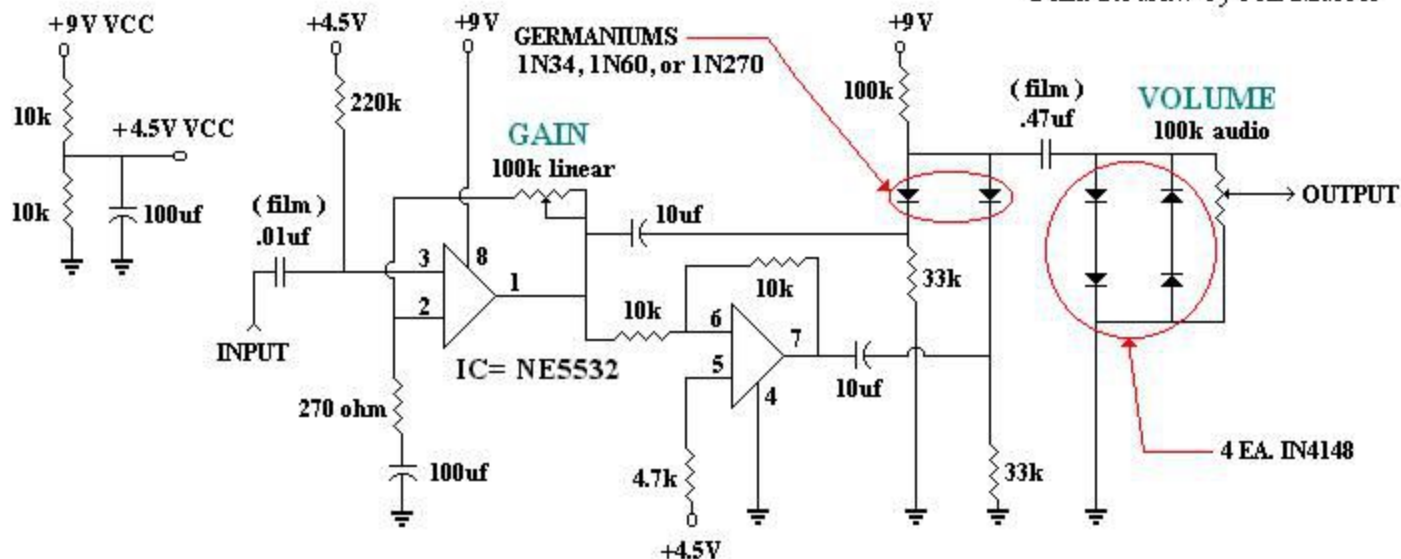 +9V VCC
10k
+4.5V VCC
10k
100uf
+4.5V
220k
+9V
GERMANIUMS
1N34, 1N60, or 1N270
GAIN
100k linear
(film)
.01uf
INPUT
3
8
2
1
IC= NE5532
270 ohm
100uf
10uf
10k
10k
6
5
7
4
4.7k
+4.5V
10uf
+9V
100k
33k
33k
(film)
.47uf
VOLUME
100k audio
OUTPUT
4 EA. IN4148